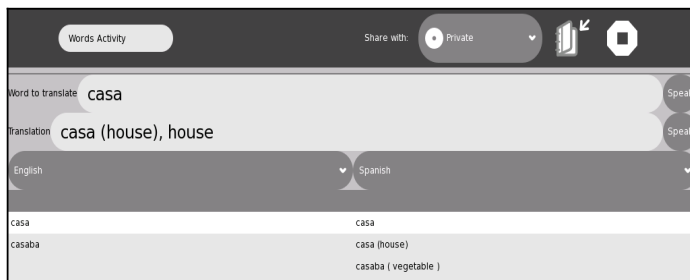 Words Activity Share with: Private
Word to translate casa Speak
Translation casa (house), house Speak
English Spanish
casa casa
casaba casa (house)
casaba ( vegetable )